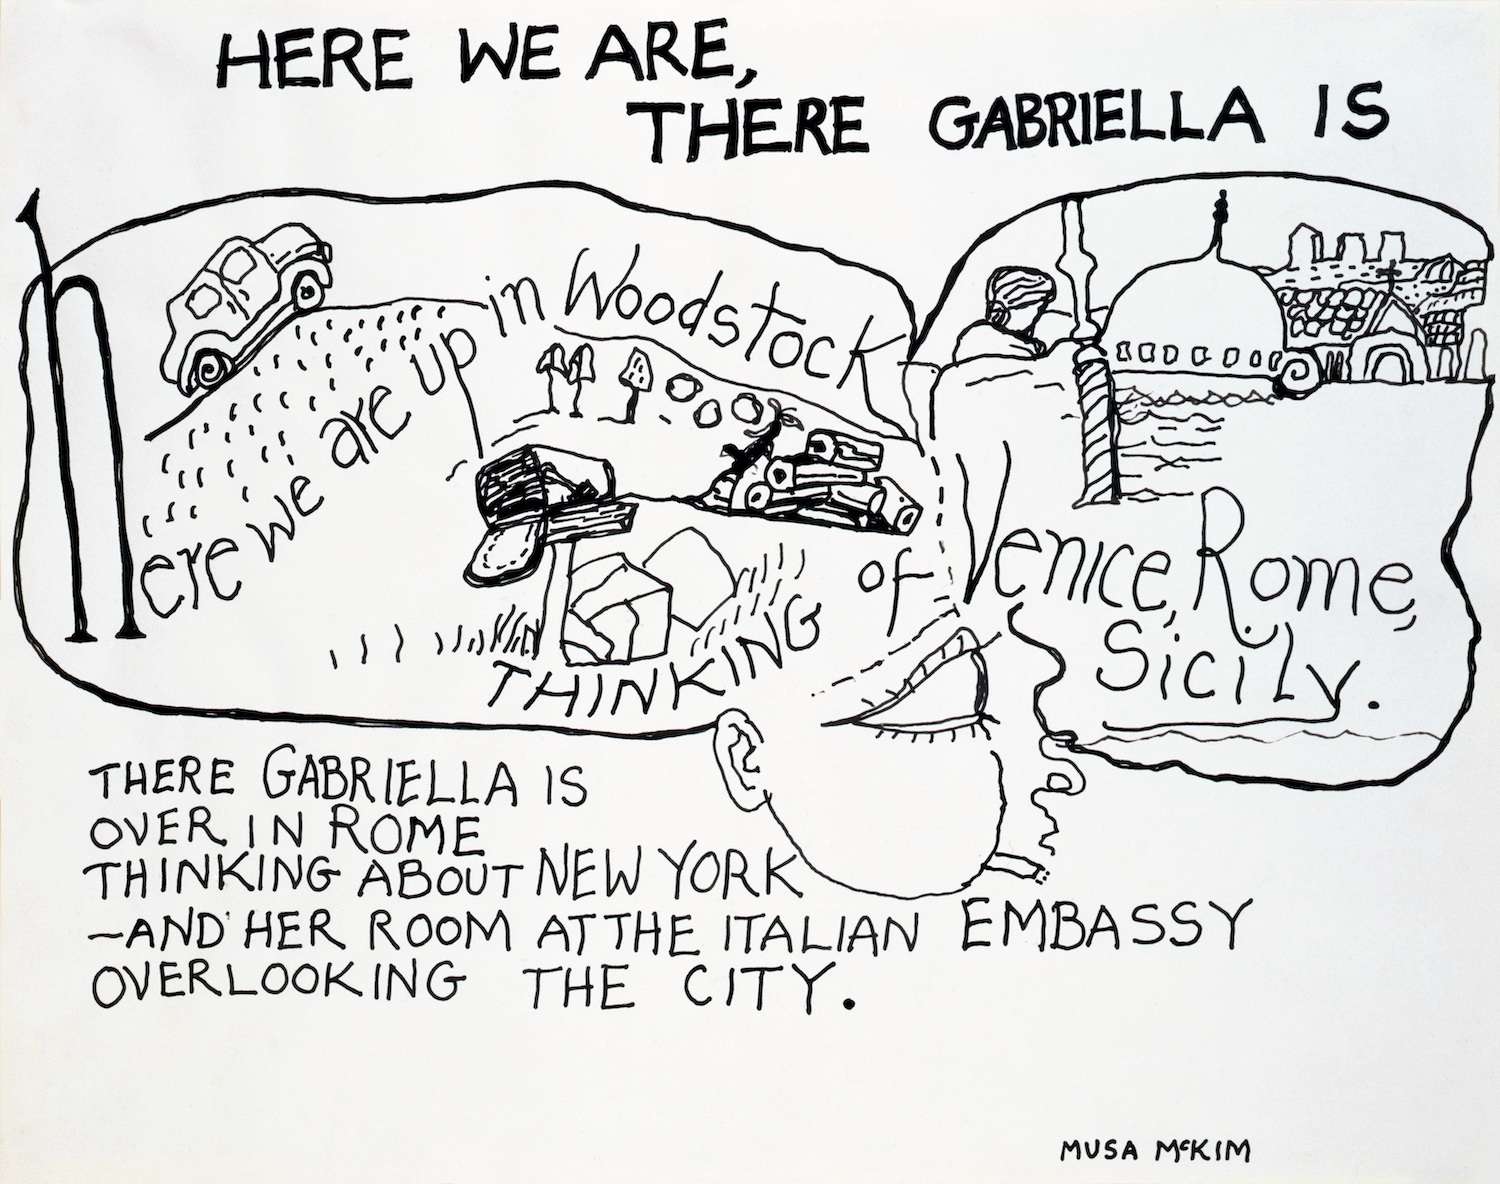 HERE WE ARE,
THERE GABRIELLA IS
here we are up in Woodstock
THINKING of Venice, Rome,
Sicily.
THERE GABRIELLA IS
OVER IN ROME
THINKING ABOUT NEW YORK
—AND HER ROOM AT THE ITALIAN EMBASSY
OVERLOOKING THE CITY.
MUSA McKIM